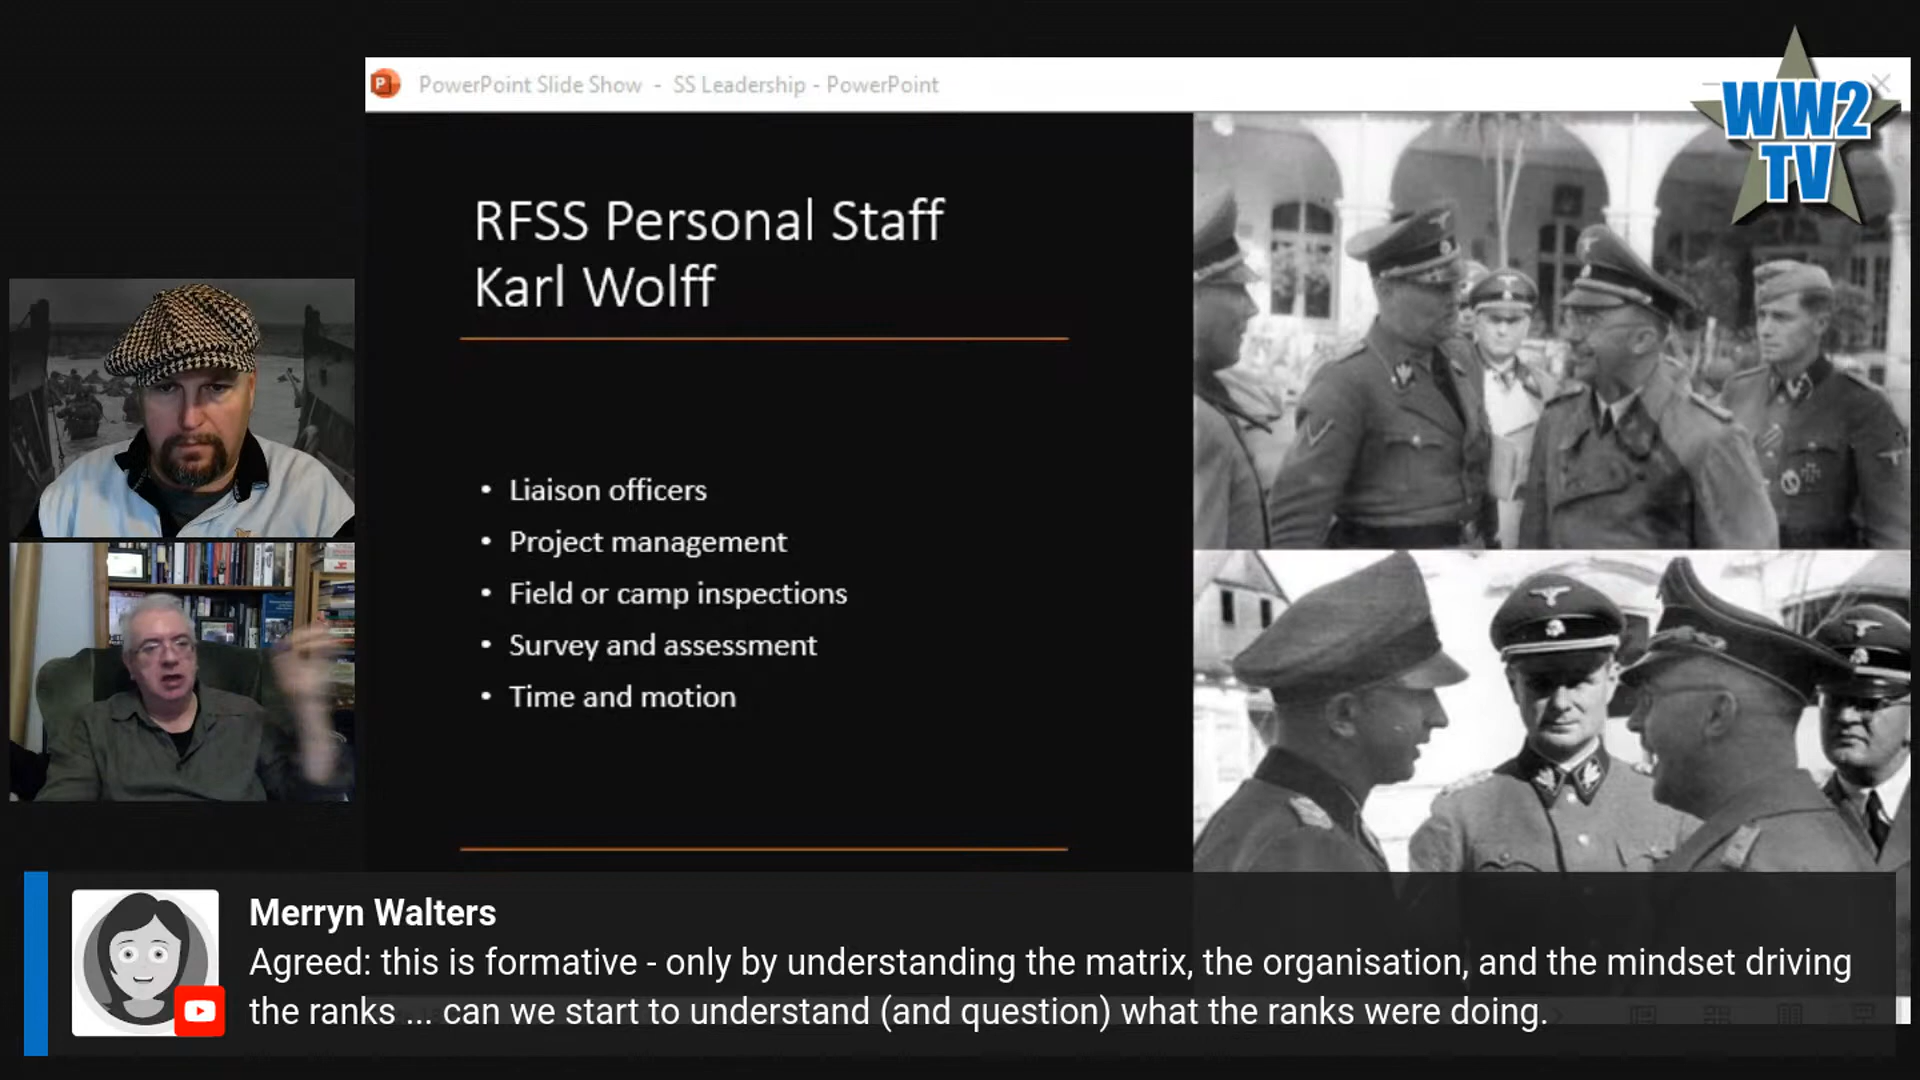 PowerPoint Slide Show - SS Leadership - PowerPoint
WW2
TV
RFSS Personal Staff
Karl Wolff
• Liaison officers
• Project management
• Field or camp inspections
• Survey and assessment
• Time and motion
Merryn Walters
Agreed: this is formative - only by understanding the matrix, the organisation, and the mindset driving
the ranks ... can we start to understand (and question) what the ranks were doing.